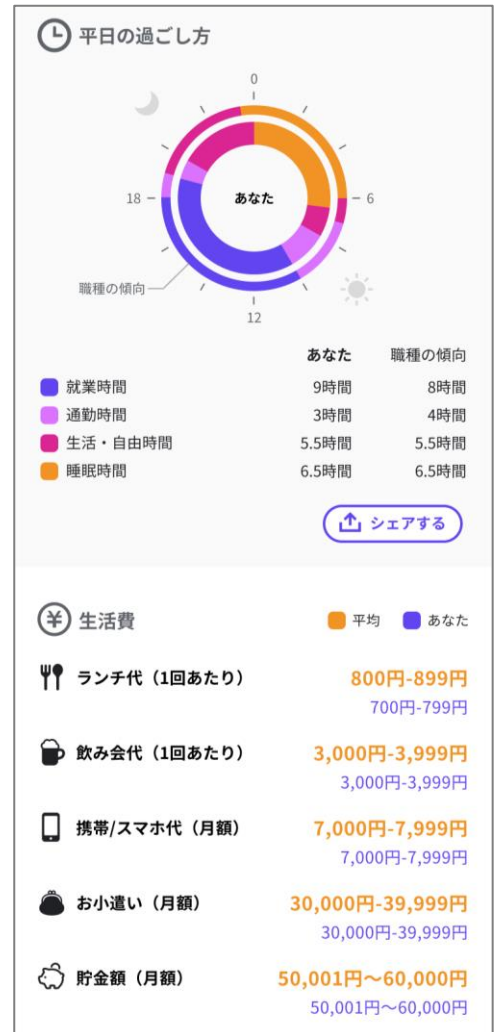 平日の過ごし方
0
18
あなた
6
職種の傾向
12
あなた 職種の傾向
就業時間 9時間 8時間
通勤時間 3時間 4時間
生活・自由時間 5.5時間 5.5時間
睡眠時間 6.5時間 6.5時間
シェアする
生活費 平均 あなた
ランチ代（1回あたり） 800円-899円
700円-799円
飲み会代（1回あたり） 3,000円-3,999円
3,000円-3,999円
携帯/スマホ代（月額） 7,000円-7,999円
7,000円-7,999円
お小遣い（月額） 30,000円-39,999円
30,000円-39,999円
貯金額（月額） 50,001円〜60,000円
50,001円〜60,000円